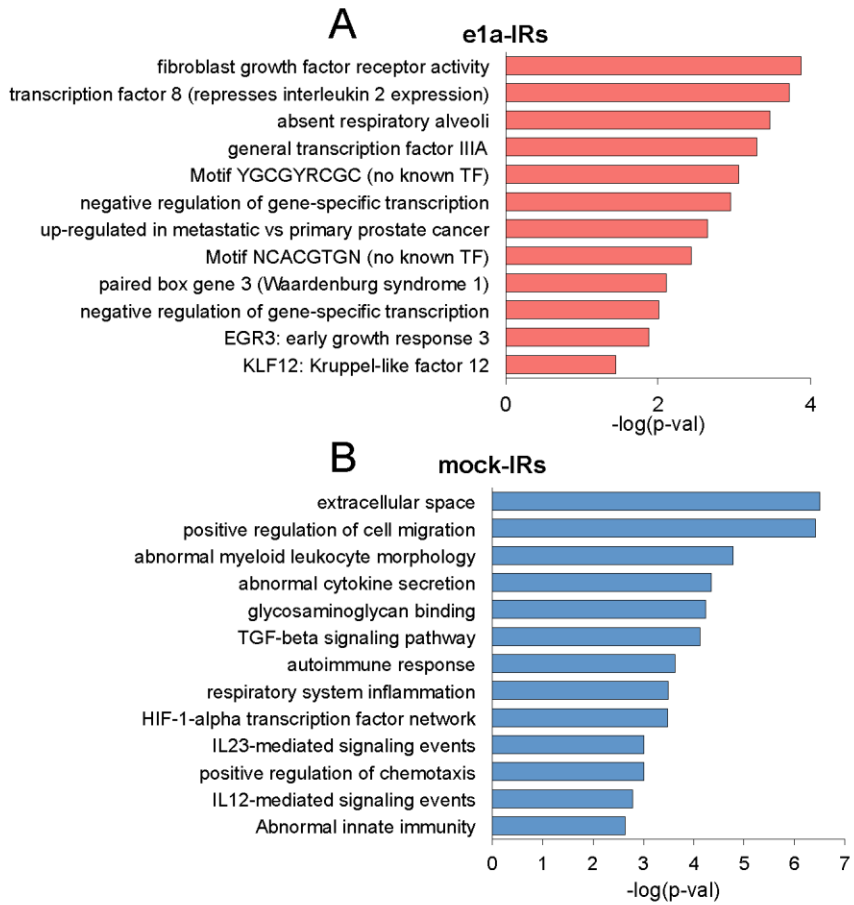 A
e1a-IRs
fibroblast growth factor receptor activity
transcription factor 8 (represses interleukin 2 expression)
absent respiratory alveoli
general transcription factor IIIA
Motif YGCGYRCGC (no known TF)
negative regulation of gene-specific transcription
up-regulated in metastatic vs primary prostate cancer
Motif NCACGTGN (no known TF)
paired box gene 3 (Waardenburg syndrome 1)
negative regulation of gene-specific transcription
EGR3: early growth response 3
KLF12: Kruppel-like factor 12
0 2 4
-log(p-val)
B
mock-IRs
extracellular space
positive regulation of cell migration
abnormal myeloid leukocyte morphology
abnormal cytokine secretion
glycosaminoglycan binding
TGF-beta signaling pathway
autoimmune response
respiratory system inflammation
HIF-1-alpha transcription factor network
IL23-mediated signaling events
positive regulation of chemotaxis
IL12-mediated signaling events
Abnormal innate immunity
0 1 2 3 4 5 6 7
-log(p-val)